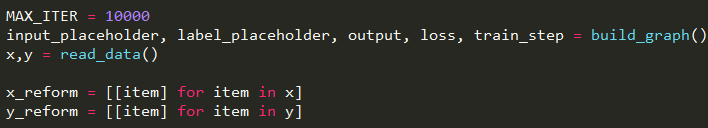 MAX_ITER = 10000
input_placeholder, label_placeholder, output, loss, train_step = build_graph()
x,y = read_data()
x_reform = [[item] for item in x]
y_reform = [[item] for item in y]